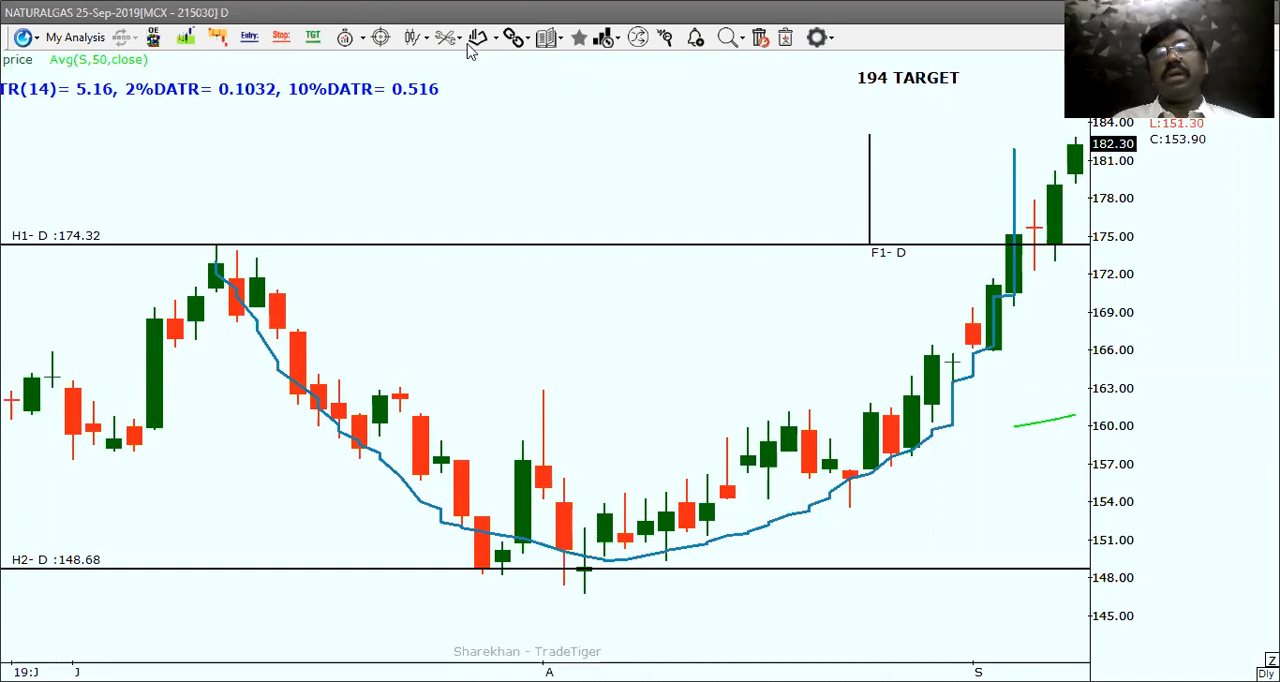 NATURALGAS 25-Sep-2019[MCX - 215030] D
My Analysis
OE
Entry:
Stop:
TGT
price Avg(S,50,close)
TR(14)= 5.16, 2%DATR= 0.1032, 10%DATR= 0.516
194 TARGET
L:151.30
C:153.90
184.00
182.30
181.00
178.00
175.00
172.00
169.00
166.00
163.00
160.00
157.00
154.00
151.00
148.00
145.00
H1- D :174.32
F1- D
H2- D :148.68
Sharekhan - TradeTiger
19:J
J
A
S
Z
Dly